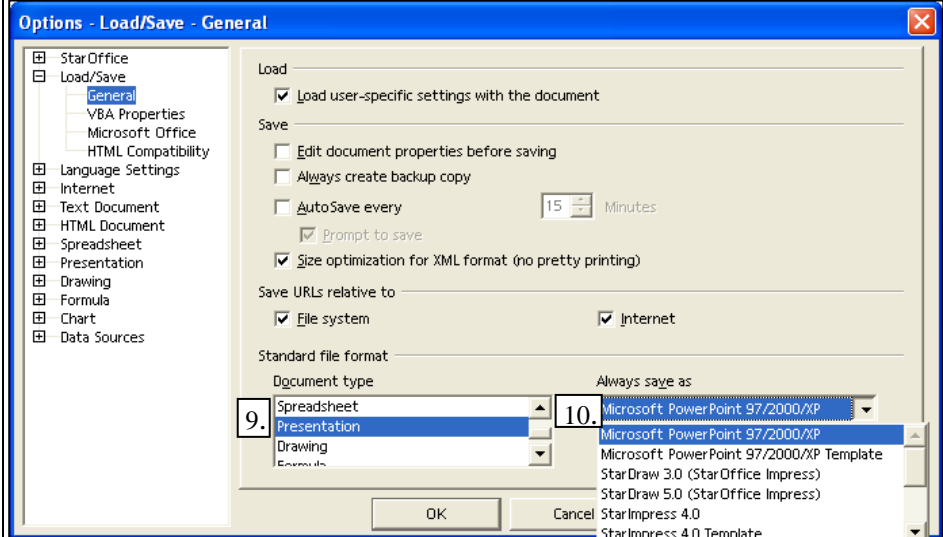 Options - Load/Save - General
StarOffice
Load/Save
General
VBA Properties
Microsoft Office
HTML Compatibility
Language Settings
Internet
Text Document
HTML Document
Spreadsheet
Presentation
Drawing
Formula
Chart
Data Sources
Load
Load user-specific settings with the document
Save
Edit document properties before saving
Always create backup copy
AutoSave every 15 Minutes
Prompt to save
Size optimization for XML format (no pretty printing)
Save URLs relative to
File system Internet
Standard file format
Document type Always save as
9. Spreadsheet
Presentation
Drawing
Formula
10. Microsoft PowerPoint 97/2000/XP
Microsoft PowerPoint 97/2000/XP
Microsoft PowerPoint 97/2000/XP Template
StarDraw 3.0 (StarOffice Impress)
StarDraw 5.0 (StarOffice Impress)
StarImpress 4.0
StarImpress 4.0 Template
OK Cancel